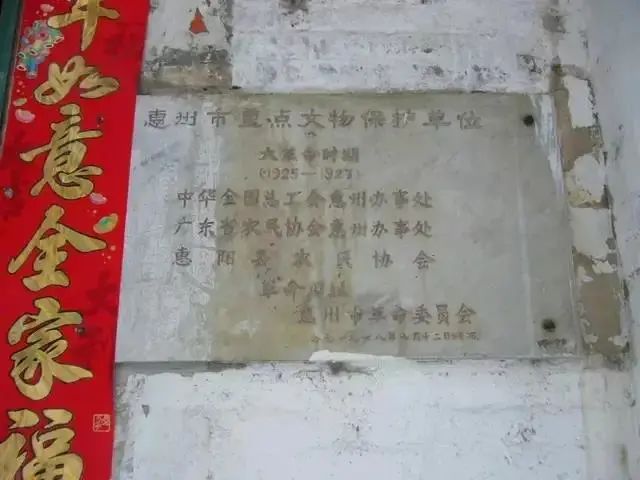 年如意全家福
惠州市重点文物保护单位
大革命时期
(1925—1927)
中华全国总工会惠州办事处
广东省农民协会惠州办事处
惠阳县农民协会
革命旧址
惠州市革命委员会